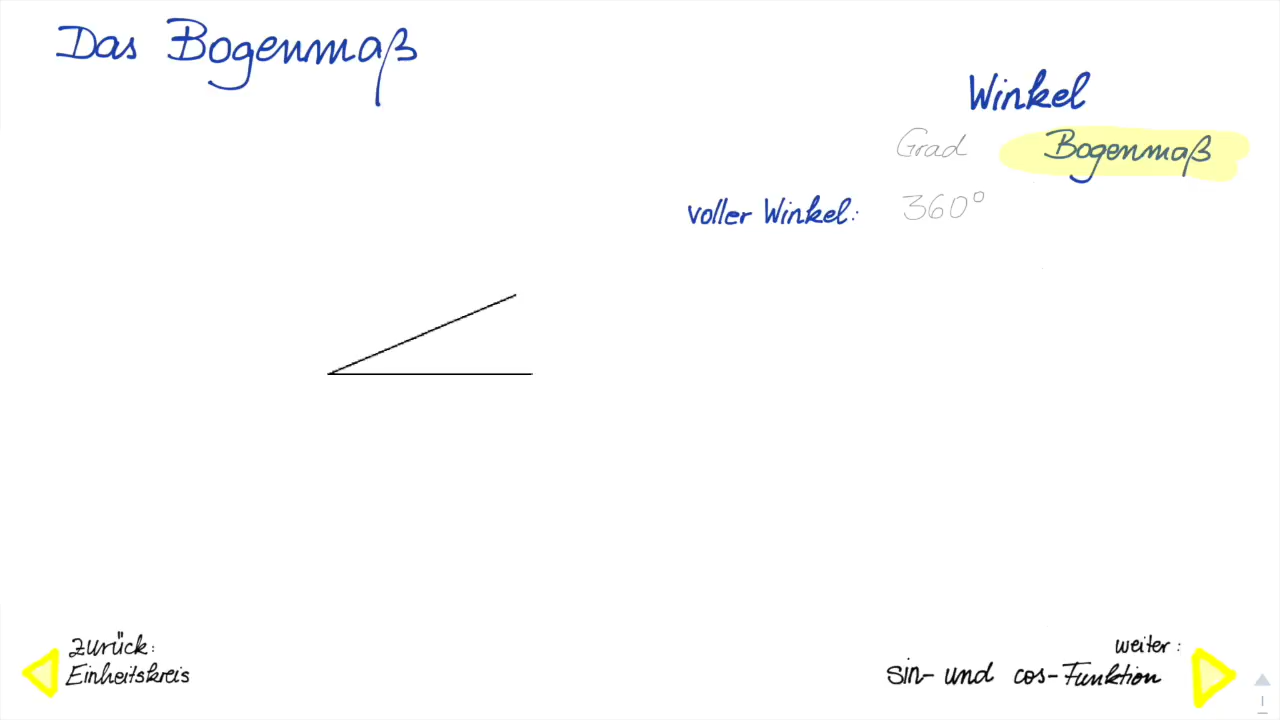 Das Bogenmaß
Winkel
Grad Bogenmaß
voller Winkel: 360°
zurück:
Einheitskreis
weiter:
sin- und cos-Funktion